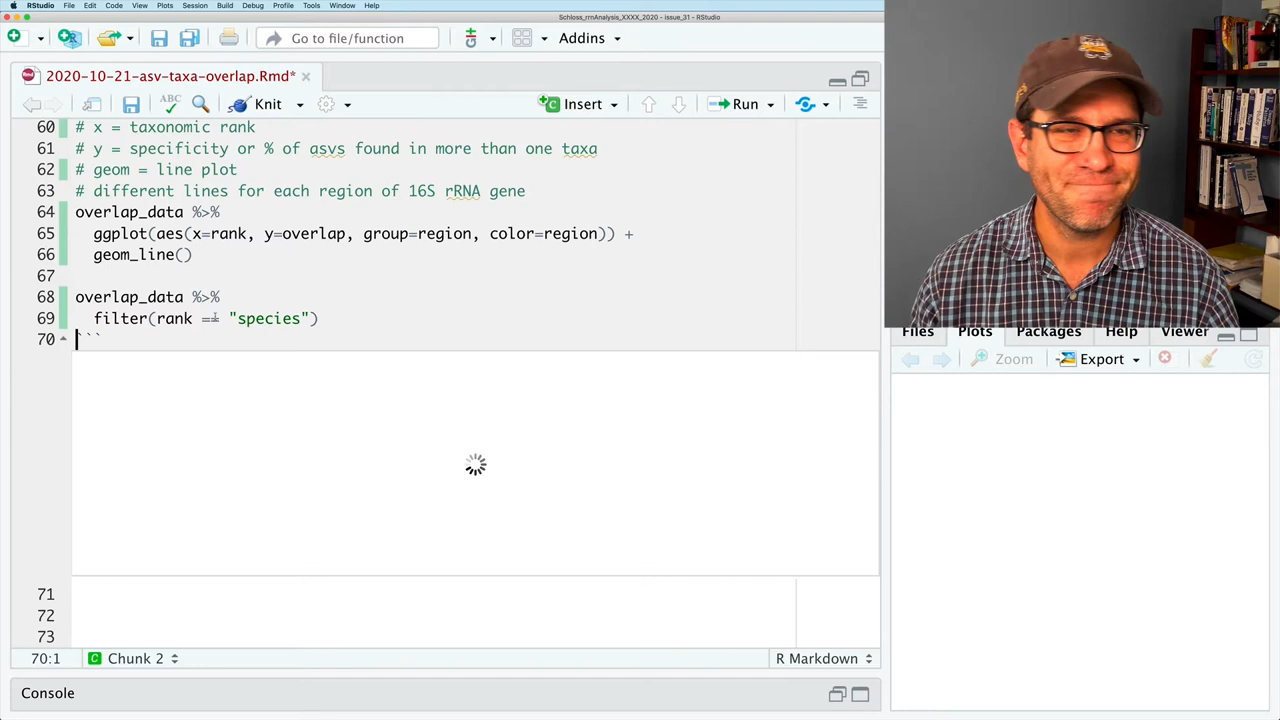 RStudio File Edit Code View Plots Session Build Debug Profile Tools Window Help
Schloss_rrnAnalysis_XXXX_2020 - issue_31 - RStudio
Go to file/function Addins
2020-10-21-asv-taxa-overlap.Rmd*
ABC Knit Insert Run
60 # x = taxonomic rank
61 # y = specificity or % of asvs found in more than one taxa
62 # geom = line plot
63 # different lines for each region of 16S rRNA gene
64 overlap_data %>%
65 ggplot(aes(x=rank, y=overlap, group=region, color=region)) +
66 geom_line()
67
68 overlap_data %>%
69 filter(rank == "species")
70 ```
71
72
73
70:1 Chunk 2 R Markdown
Console
Files Plots Packages Help Viewer
Zoom Export